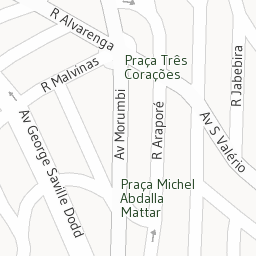 R Alvarenga
R Malvinas
Praça Três
Corações
R Jabebira
Av Morumbi
R Araporé
Av S Valério
Av George Saville Dodd
Praça Michel
Abdalla
Mattar